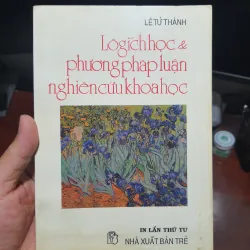 LÊ TỬ THÀNH
Lôgích học &
phương pháp luận
nghiên cứu khoa học
IN LẦN THỨ TƯ
NHÀ XUẤT BẢN TRẺ